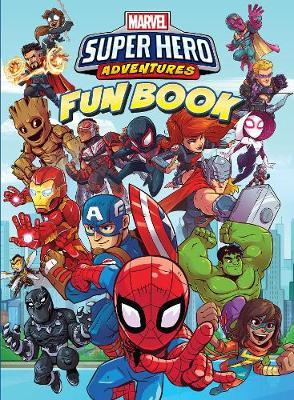 MARVEL
SUPER HERO
ADVENTURES
FUN BOOK